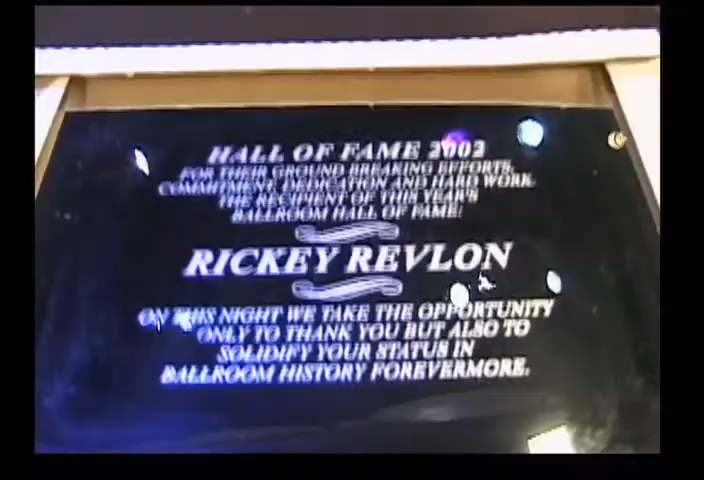 HALL OF FAME 2002
FOR THEIR GROUND BREAKING EFFORTS,
COMMITMENT, DEDICATION AND HARD WORK.
THE RECIPIENT OF THIS YEAR'S
BALLROOM HALL OF FAME:
RICKEY REVLON
ON THIS NIGHT WE TAKE THE OPPORTUNITY
ONLY TO THANK YOU BUT ALSO TO
SOLIDIFY YOUR STATUS IN
BALLROOM HISTORY FOREVERMORE.